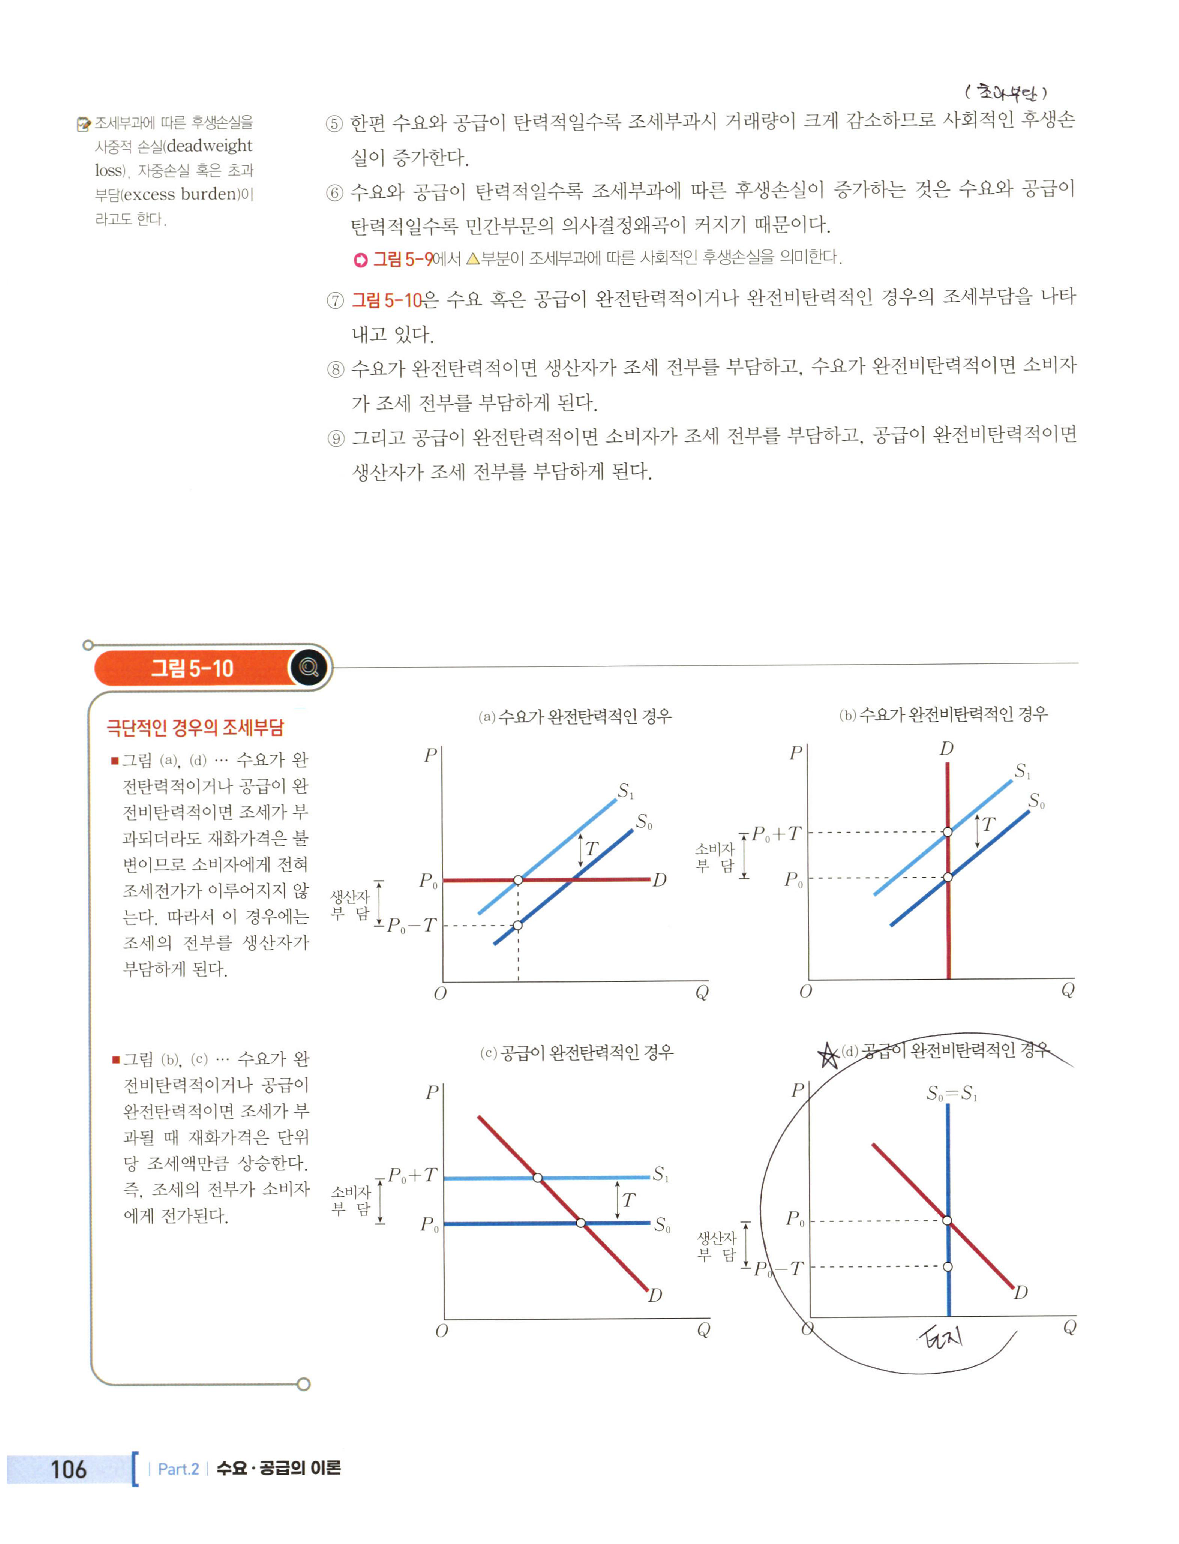 (초과부담)
조세부과에 따른 후생손실을
사중적 손실(deadweight
loss), 자중손실 혹은 초과
부담(excess burden)이
라고도 한다.
⑤ 한편 수요와 공급이 탄력적일수록 조세부과시 거래량이 크게 감소하므로 사회적인 후생손
실이 증가한다.
⑥ 수요와 공급이 탄력적일수록 조세부과에 따른 후생손실이 증가하는 것은 수요와 공급이
탄력적일수록 민간부문의 의사결정왜곡이 커지기 때문이다.
그림 5-9에서 △부분이 조세부과에 따른 사회적인 후생손실을 의미한다.
⑦ 그림 5-10은 수요 혹은 공급이 완전탄력적이거나 완전비탄력적인 경우의 조세부담을 나타
내고 있다.
⑧ 수요가 완전탄력적이면 생산자가 조세 전부를 부담하고, 수요가 완전비탄력적이면 소비자
가 조세 전부를 부담하게 된다.
⑨ 그리고 공급이 완전탄력적이면 소비자가 조세 전부를 부담하고, 공급이 완전비탄력적이면
생산자가 조세 전부를 부담하게 된다.
그림 5-10
극단적인 경우의 조세부담
■그림 (a), (d) … 수요가 완
전탄력적이거나 공급이 완
전비탄력적이면 조세가 부
과되더라도 재화가격은 불
변이므로 소비자에게 전혀
조세전가가 이루어지지 않
는다. 따라서 이 경우에는
조세의 전부를 생산자가
부담하게 된다.
■그림 (b), (c) … 수요가 완
전비탄력적이거나 공급이
완전탄력적이면 조세가 부
과될 때 재화가격은 단위
당 조세액만큼 상승한다.
즉, 조세의 전부가 소비자
에게 전가된다.
(a) 수요가 완전탄력적인 경우
P
S₁
S₀
T
P₀
D
생산자
부 담
P₀-T
O
Q
(b) 수요가 완전비탄력적인 경우
P
D
S₁
S₀
T
P₀+T
소비자
부 담
P₀
O
Q
(c) 공급이 완전탄력적인 경우
P
P₀+T
S₁
소비자
부 담
T
P₀
S₀
D
O
Q
☆(d) 공급이 완전비탄력적인 경우
P
S₀=S₁
P₀
생산자
부 담
P₀-T
D
O
토지
Q
106
Part.2 | 수요·공급의 이론